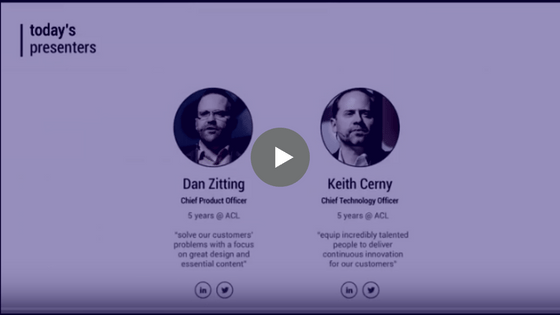 today's
presenters
Dan Zitting
Chief Product Officer
5 years @ ACL
"solve our customers'
problems with a focus
on great design and
essential content"
in
Keith Cerny
Chief Technology Officer
5 years @ ACL
"equip incredibly talented
people to deliver
continuous innovation
for our customers"
in